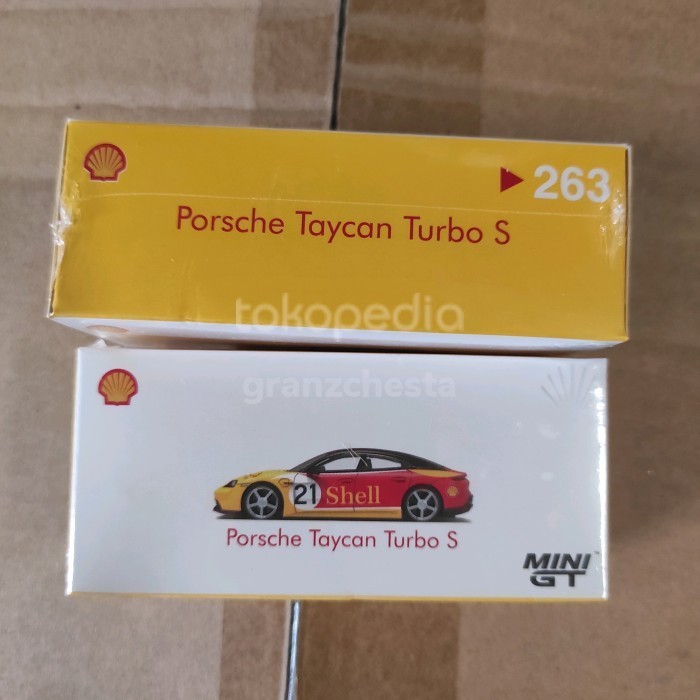 263
Porsche Taycan Turbo S
tokopedia
granzchesta
21 Shell
Porsche Taycan Turbo S
MINI
GT